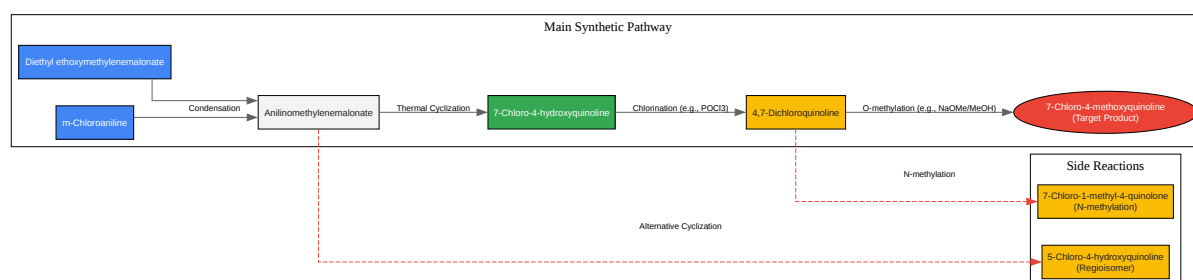 Main Synthetic Pathway
Diethyl ethoxymethylenemalonate
m-Chloroaniline
Condensation
Anilinomethylenemalonate
Thermal Cyclization
7-Chloro-4-hydroxyquinoline
Chlorination (e.g., POCl3)
4,7-Dichloroquinoline
O-methylation (e.g., NaOMe/MeOH)
7-Chloro-4-methoxyquinoline
(Target Product)
Side Reactions
N-methylation
7-Chloro-1-methyl-4-quinolone
(N-methylation)
Alternative Cyclization
5-Chloro-4-hydroxyquinoline
(Regioisomer)